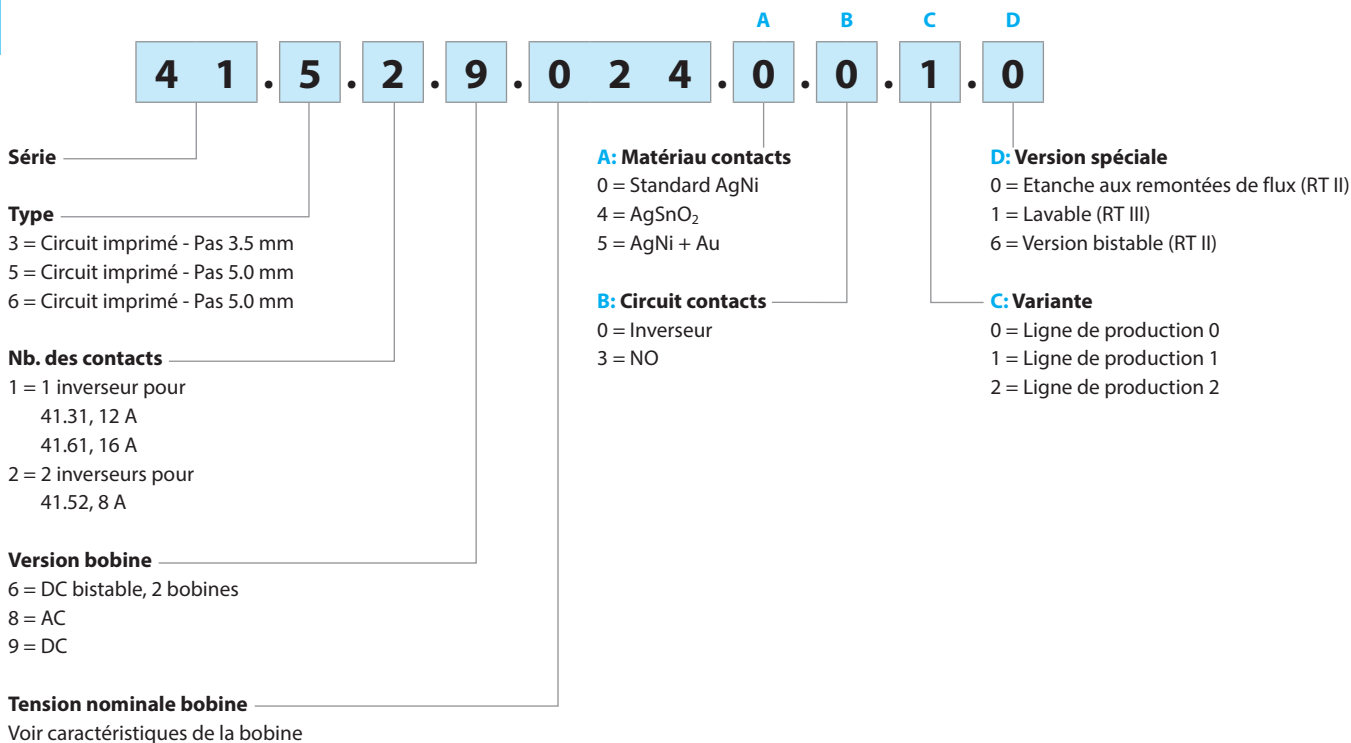 A B C D
4 1 . 5 . 2 . 9 . 0 2 4 . 0 . 0 . 1 . 0
Série
Type
3 = Circuit imprimé - Pas 3.5 mm
5 = Circuit imprimé - Pas 5.0 mm
6 = Circuit imprimé - Pas 5.0 mm
Nb. des contacts
1 = 1 inverseur pour
41.31, 12 A
41.61, 16 A
2 = 2 inverseurs pour
41.52, 8 A
Version bobine
6 = DC bistable, 2 bobines
8 = AC
9 = DC
Tension nominale bobine
Voir caractéristiques de la bobine
A: Matériau contacts
0 = Standard AgNi
4 = AgSnO₂
5 = AgNi + Au
B: Circuit contacts
0 = Inverseur
3 = NO
D: Version spéciale
0 = Etanche aux remontées de flux (RT II)
1 = Lavable (RT III)
6 = Version bistable (RT II)
C: Variante
0 = Ligne de production 0
1 = Ligne de production 1
2 = Ligne de production 2